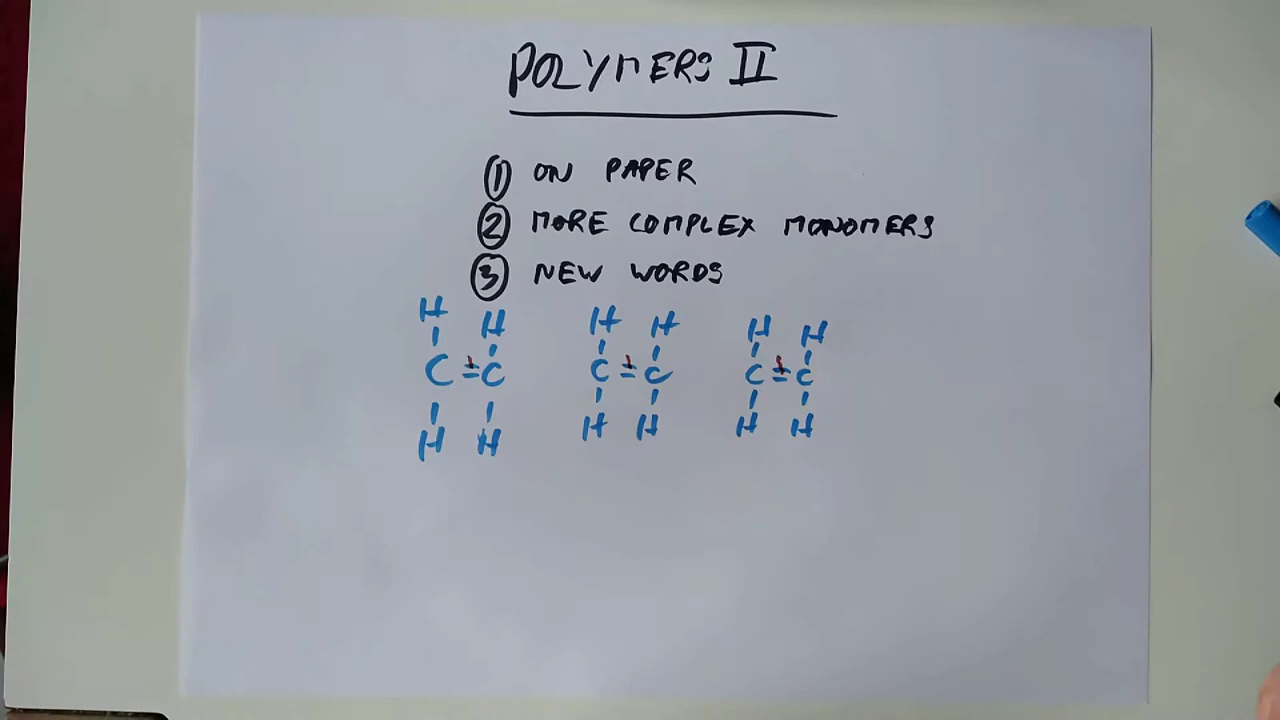 POLYMERS II
① ON PAPER
② MORE COMPLEX MONOMERS
③ NEW WORDS
H H H H H H
C=C C=C C=C
H H H H H H